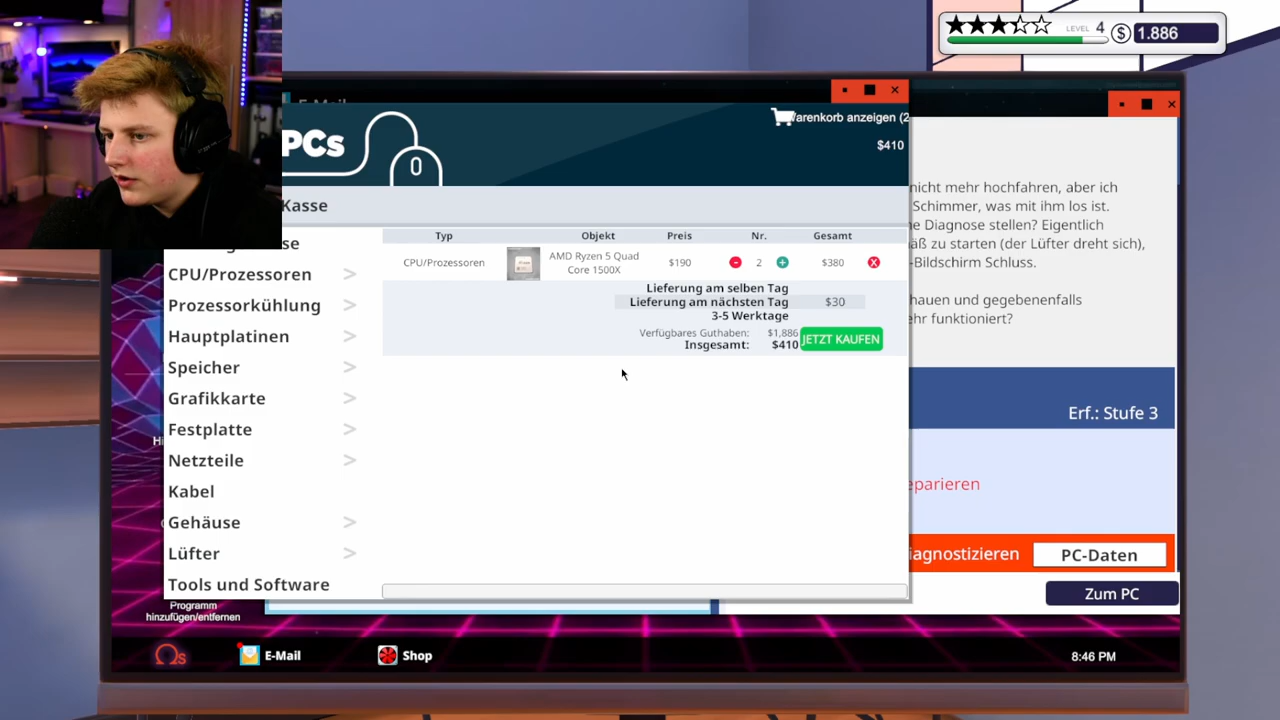 LEVEL 4
$ 1.886
E-Mail
PCs
arenkorb anzeigen (2
$410
Kasse
Typ Objekt Preis Nr. Gesamt
CPU/Prozessoren AMD Ryzen 5 Quad Core 1500X $190 2 $380
Lieferung am selben Tag
Lieferung am nächsten Tag $30
3-5 Werktage
Verfügbares Guthaben: $1,886
Insgesamt: $410
JETZT KAUFEN
se
CPU/Prozessoren >
Prozessorkühlung >
Hauptplatinen >
Speicher >
Grafikkarte >
Festplatte >
Netzteile >
Kabel
Gehäuse >
Lüfter >
Tools und Software
nicht mehr hochfahren, aber ich
Schimmer, was mit ihm los ist.
e Diagnose stellen? Eigentlich
äß zu starten (der Lüfter dreht sich),
-Bildschirm Schluss.
hauen und gegebenenfalls
ehr funktioniert?
Erf.: Stufe 3
eparieren
iagnostizieren
PC-Daten
Zum PC
Hi
Programm
hinzufügen/entfernen
Ωs
E-Mail
Shop
8:46 PM